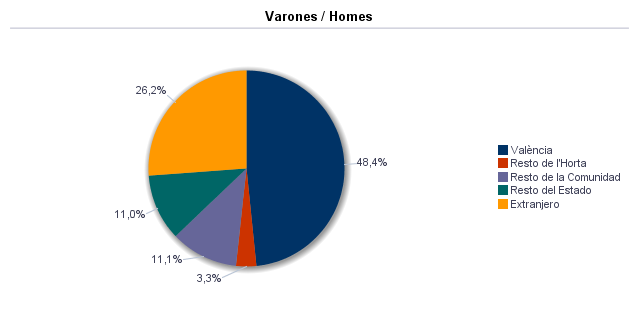 Varones / Homes
26,2%
48,4%
11,0%
11,1%
3,3%
València
Resto de l'Horta
Resto de la Comunidad
Resto del Estado
Extranjero